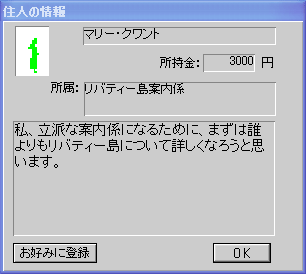 住人の情報
マリー・クワント
所持金: 3000 円
所属: リバティー島案内係
私、立派な案内係になるために、まずは誰
よりもリバティー島について詳しくなろうと思
います。
お好みに登録 OK